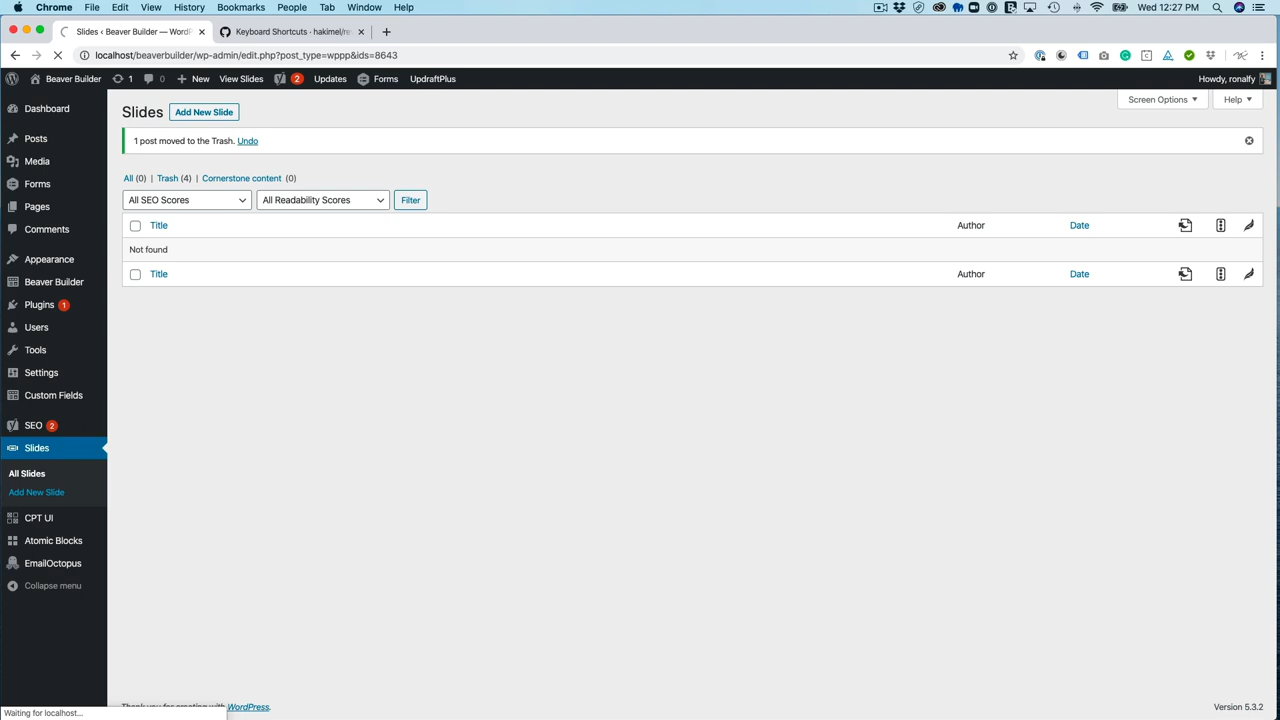 Chrome File Edit View History Bookmarks People Tab Window Help Wed 12:27 PM
Slides ‹ Beaver Builder — WordP Keyboard Shortcuts · hakimel/re
localhost/beaverbuilder/wp-admin/edit.php?post_type=wppp&ids=8643
Beaver Builder 1 0 New View Slides 2 Updates Forms UpdraftPlus Howdy, ronalfy
Screen Options Help
Slides Add New Slide
1 post moved to the Trash. Undo
All (0) | Trash (4) | Cornerstone content (0)
All SEO Scores All Readability Scores Filter
Title Author Date
Not found
Title Author Date
Dashboard
Posts
Media
Forms
Pages
Comments
Appearance
Beaver Builder
Plugins 1
Users
Tools
Settings
Custom Fields
SEO 2
Slides
All Slides
Add New Slide
CPT UI
Atomic Blocks
EmailOctopus
Collapse menu
Thank you for creating with WordPress. Version 5.3.2
Waiting for localhost...